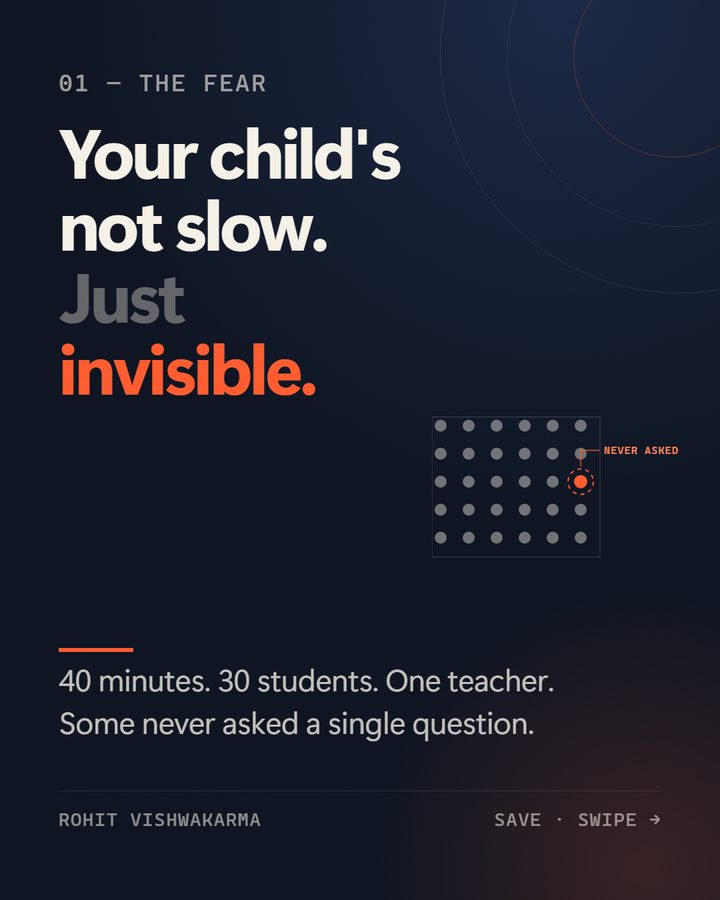 01 — THE FEAR
Your child's
not slow.
Just
invisible.
NEVER ASKED
40 minutes. 30 students. One teacher.
Some never asked a single question.
ROHIT VISHWAKARMA
SAVE · SWIPE →